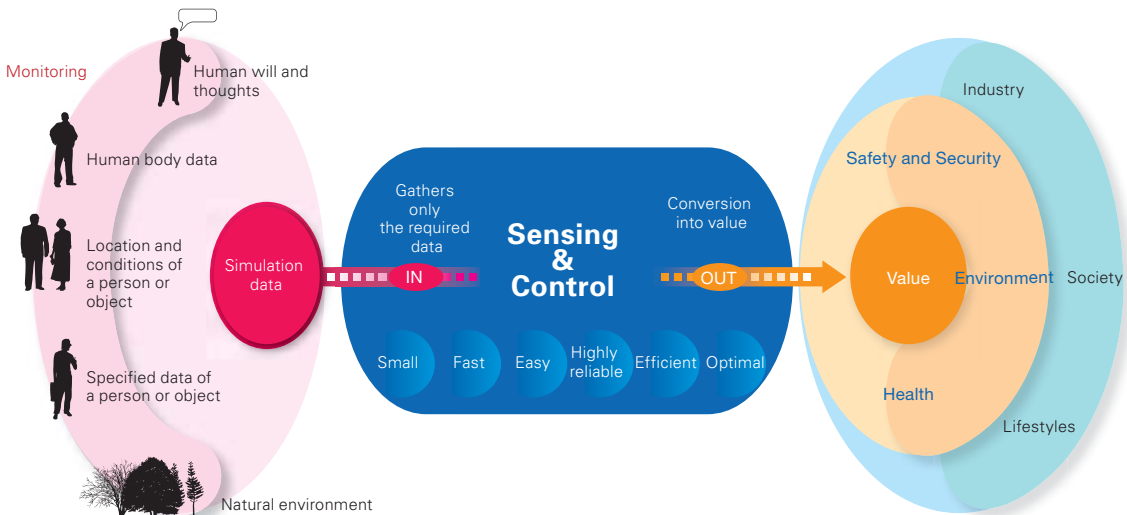 Monitoring
Human will and
thoughts
Human body data
Location and
conditions of
a person or
object
Specified data of
a person or object
Natural environment
Simulation
data
IN
Gathers
only
the required
data
Sensing
&
Control
Conversion
into value
OUT
Small
Fast
Easy
Highly
reliable
Efficient
Optimal
Value
Safety and Security
Environment
Health
Industry
Society
Lifestyles